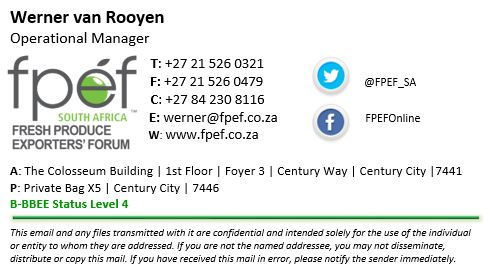 Werner van Rooyen
Operational Manager
fpéf
SOUTH AFRICA™
FRESH PRODUCE
EXPORTERS' FORUM
T: +27 21 526 0321
F: +27 21 526 0479
C: +27 84 230 8116
E: werner@fpef.co.za
W: www.fpef.co.za
@FPEF_SA
FPEFOnline
A: The Colosseum Building | 1st Floor | Foyer 3 | Century Way | Century City |7441
P: Private Bag X5 | Century City | 7446
B-BBEE Status Level 4
This email and any files transmitted with it are confidential and intended solely for the use of the individual
or entity to whom they are addressed. If you are not the named addressee, you may not disseminate,
distribute or copy this mail. If you have received this mail in error, please notify the sender immediately.